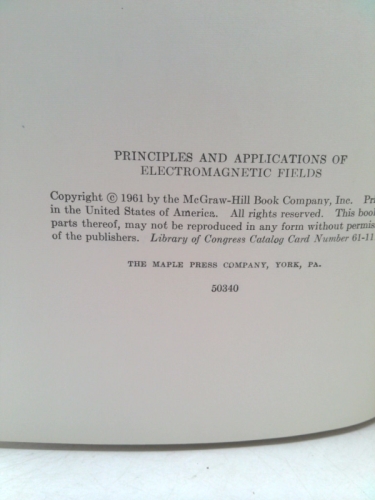 PRINCIPLES AND APPLICATIONS OF
ELECTROMAGNETIC FIELDS
Copyright © 1961 by the McGraw-Hill Book Company, Inc.
in the United States of America. All rights reserved. This book
parts thereof, may not be reproduced in any form without
of the publishers. Library of Congress Catalog Card Number
THE MAPLE PRESS COMPANY, YORK, PA.
50340